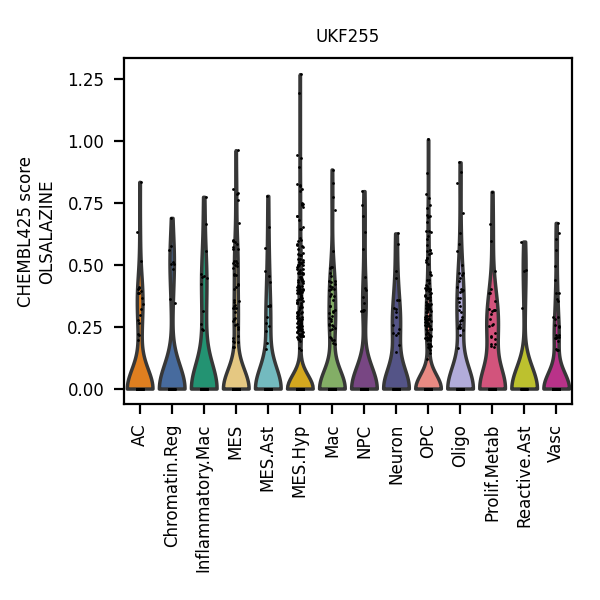 UKF255
CHEMBL425 score
OLSALAZINE
1.25
1.00
0.75
0.50
0.25
0.00
AC
Chromatin.Reg
Inflammatory.Mac
MES
MES.Ast
MES.Hyp
Mac
NPC
Neuron
OPC
Oligo
Prolif.Metab
Reactive.Ast
Vasc